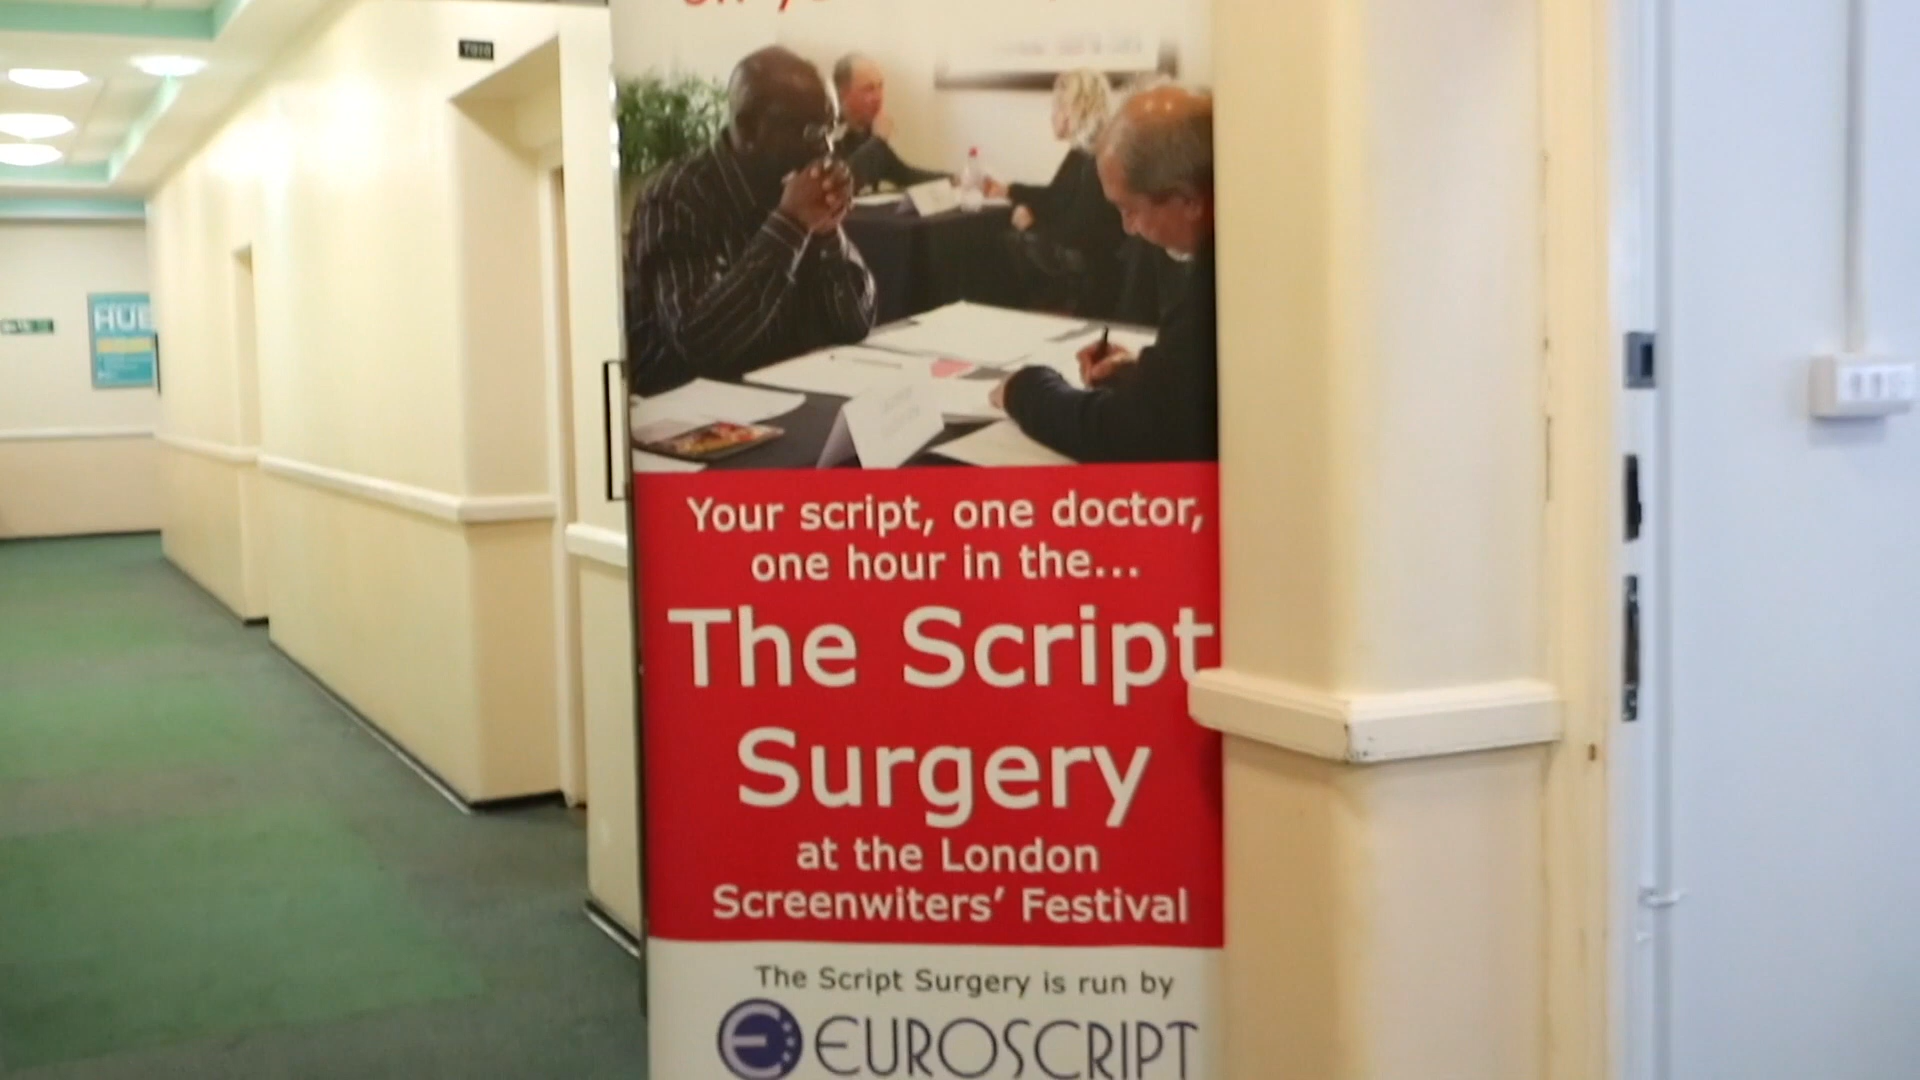 HUB
Your script, one doctor,
one hour in the...
The Script
Surgery
at the London
Screenwiters' Festival
The Script Surgery is run by
EUROSCRIPT